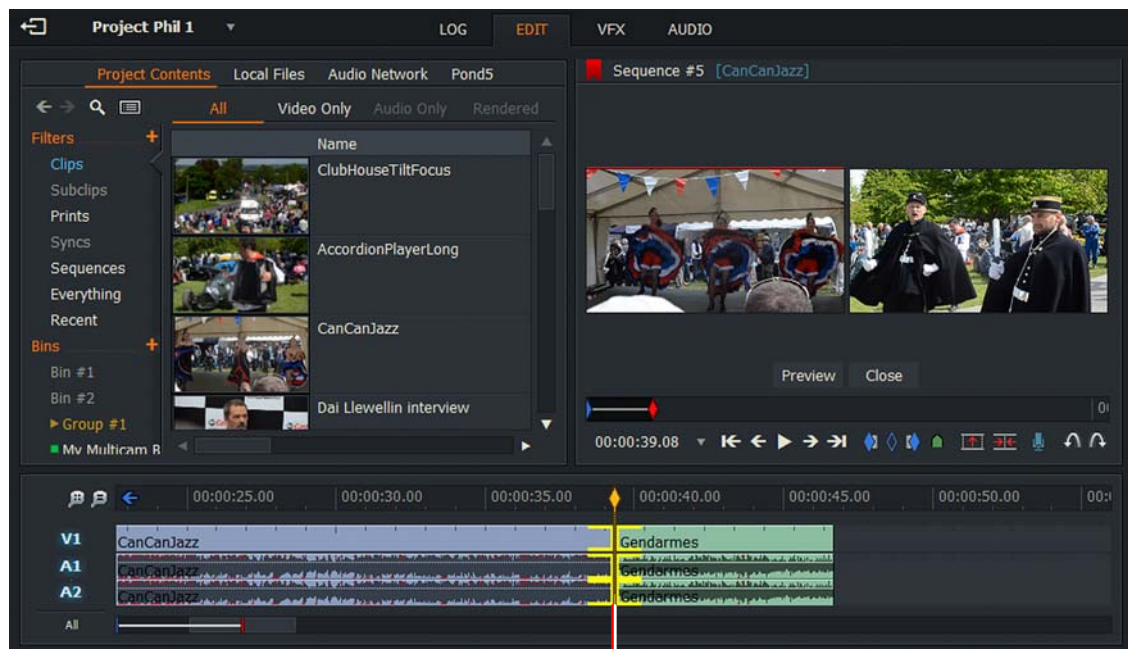 Project Phil 1
LOG EDIT VFX AUDIO
Project Contents Local Files Audio Network Pond5
All Video Only Audio Only Rendered
Filters +
Clips
Subclips
Prints
Syncs
Sequences
Everything
Recent
Bins +
Bin #1
Bin #2
Group #1
My Multicam B
Name
ClubHouseTiltFocus
AccordionPlayerLong
CanCanJazz
Dai Llewellin interview
Sequence #5 [CanCanJazz]
Preview Close
00:00:39.08
00:00:25.00 00:00:30.00 00:00:35.00 00:00:40.00 00:00:45.00 00:00:50.00 00:
V1 CanCanJazz Gendarmes
A1 CanCanJazz Gendarmes
A2 CanCanJazz Gendarmes
All